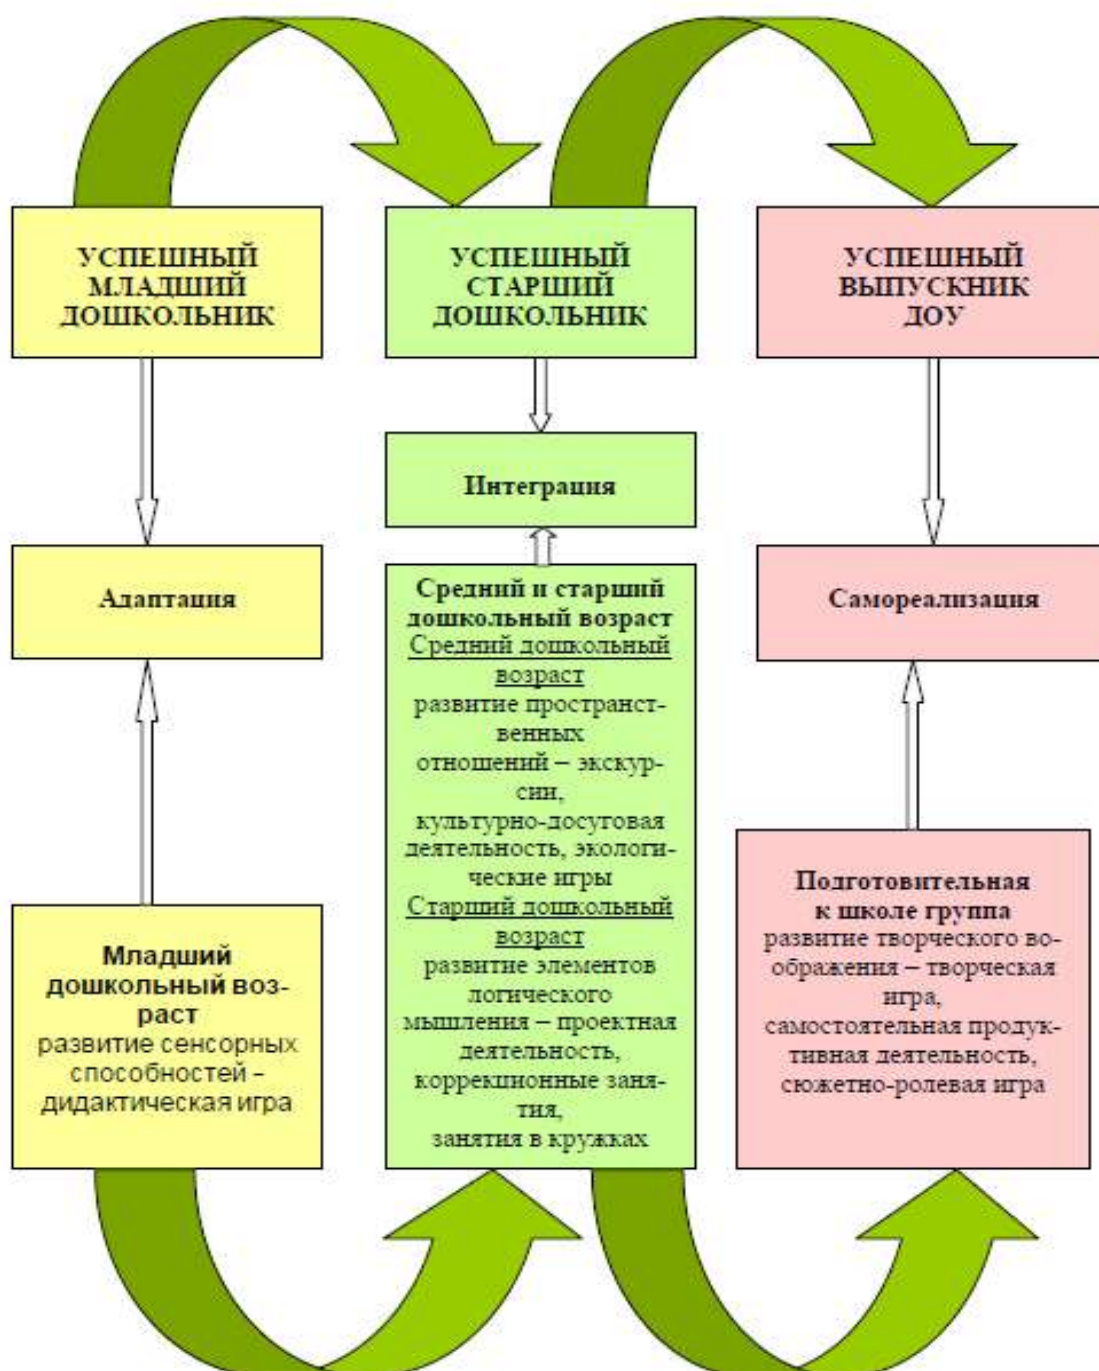 УСПЕШНЫЙ
МЛАДШИЙ
ДОШКОЛЬНИК
УСПЕШНЫЙ
СТАРШИЙ
ДОШКОЛЬНИК
УСПЕШНЫЙ
ВЫПУСКНИК
ДОУ
Интеграция
Адаптация
Самореализация
Средний и старший
дошкольный возраст
Средний дошкольный
возраст
развитие пространст-
венных
отношений – экскур-
сии,
культурно-досуговая
деятельность, экологи-
ческие игры
Старший дошкольный
возраст
развитие элементов
логического
мышления – проектная
деятельность,
коррекционные заня-
тия,
занятия в кружках
Младший
дошкольный воз-
раст
развитие сенсорных
способностей –
дидактическая игра
Подготовительная
к школе группа
развитие творческого во-
ображения – творческая
игра,
самостоятельная продук-
тивная деятельность,
сюжетно-ролевая игра